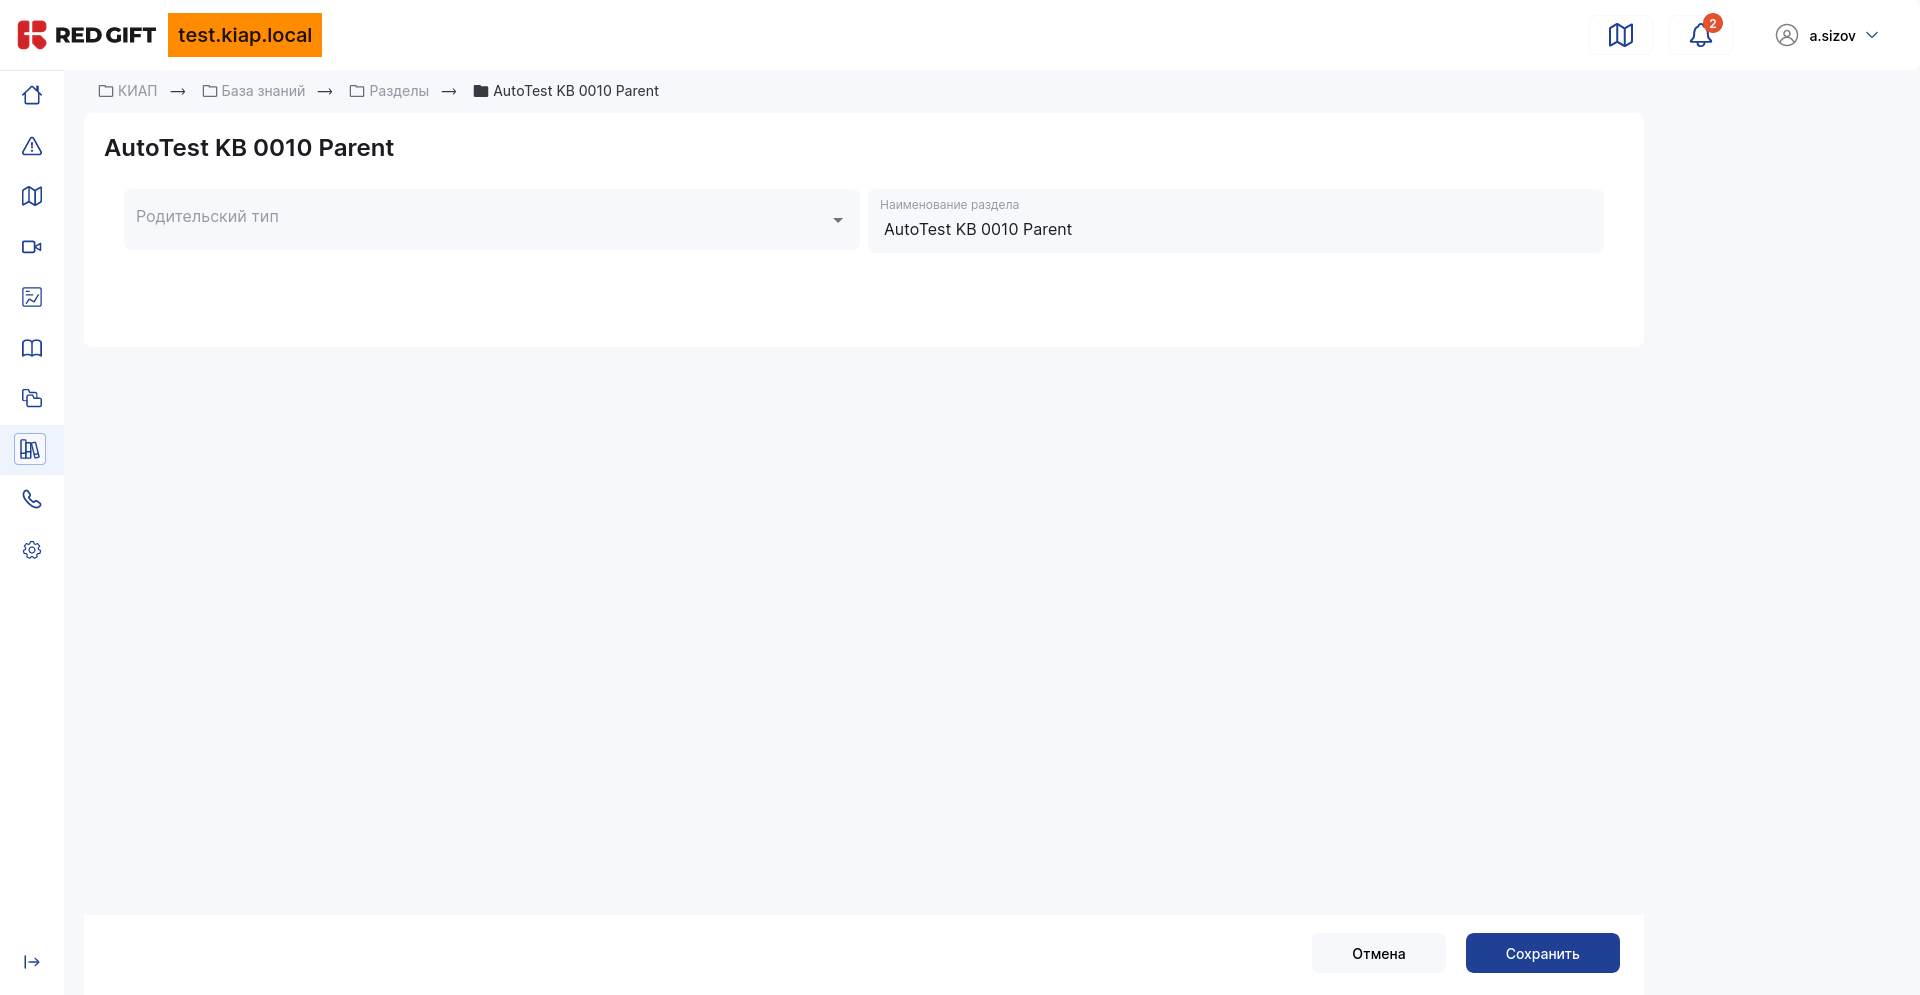 RED GIFT
test.kiap.local
2
a.sizov
КИАП → База знаний → Разделы → AutoTest KB 0010 Parent
AutoTest KB 0010 Parent
Родительский тип
Наименование раздела
AutoTest KB 0010 Parent
Отмена
Сохранить